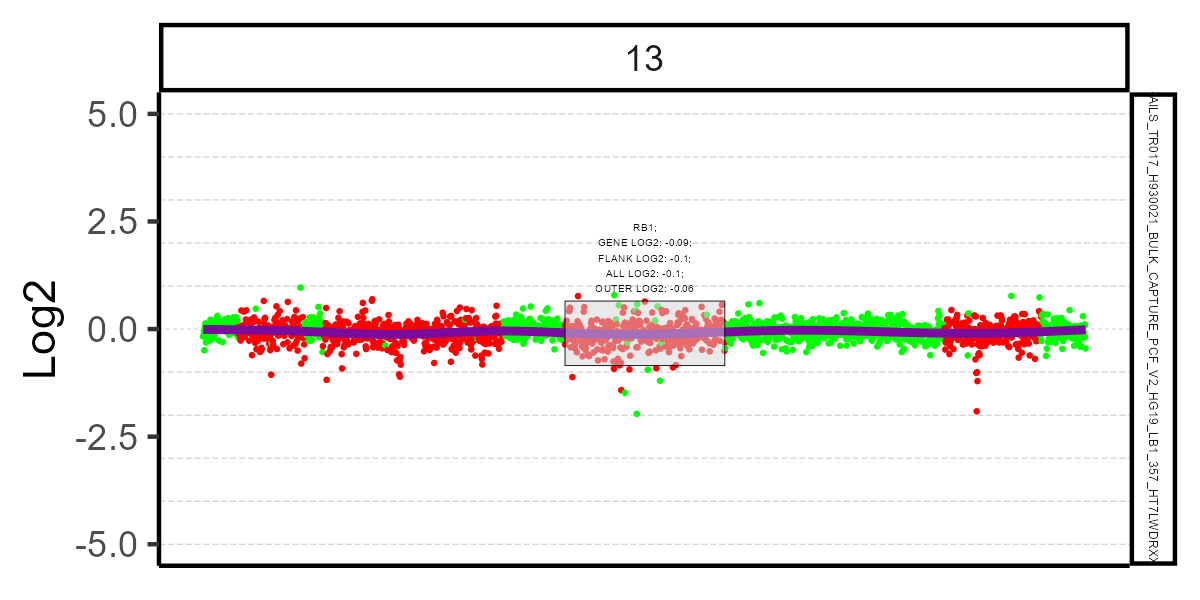 13
5.0
2.5
0.0
-2.5
-5.0
Log2
RB1;
GENE LOG2: -0.09;
FLANK LOG2: -0.1;
ALL LOG2: -0.1;
OUTER LOG2: -0.06
AILS_TR017_H930021_BULK_CAPTURE_PCF_V2_HG19_LB1_357_HT7LWDRX